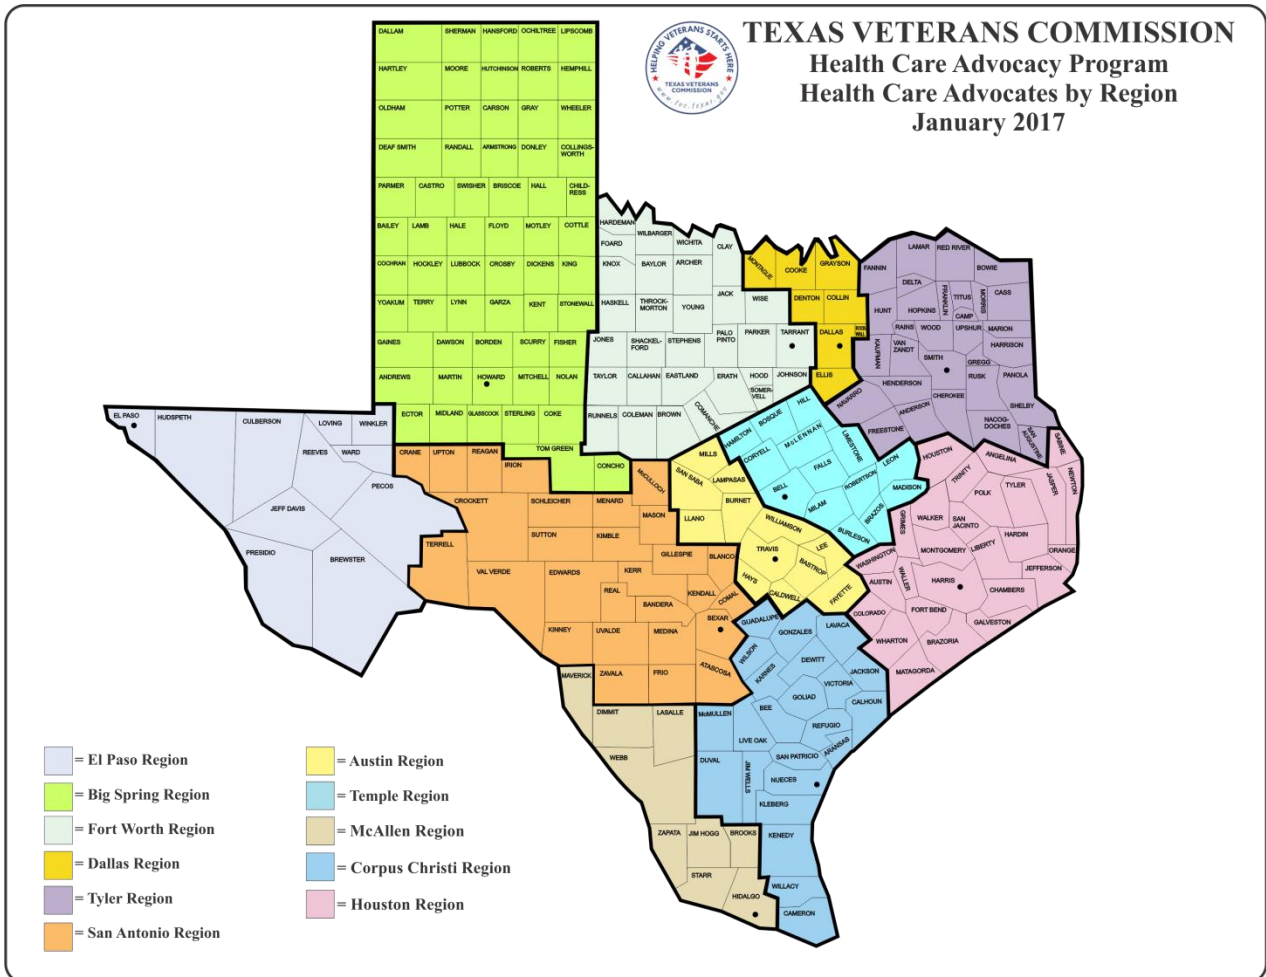 TEXAS VETERANS COMMISSION
Health Care Advocacy Program
Health Care Advocates by Region
January 2017
HELPING VETERANS STARTS HERE
TEXAS VETERANS
COMMISSION
www.tvc.texas.gov
DALLAM SHERMAN HANSFORD OCHILTREE LIPSCOMB
HARTLEY MOORE HUTCHINSON ROBERTS HEMPHILL
OLDHAM POTTER CARSON GRAY WHEELER
DEAF SMITH RANDALL ARMSTRONG DONLEY COLLINGS-
WORTH
PARMER CASTRO SWISHER BRISCOE HALL CHILD-
RESS
BAILEY LAMB HALE FLOYD MOTLEY COTTLE
COCHRAN HOCKLEY LUBBOCK CROSBY DICKENS KING
YOAKUM TERRY LYNN GARZA KENT STONEWALL
GAINES DAWSON BORDEN SCURRY FISHER
ANDREWS MARTIN HOWARD MITCHELL NOLAN
ECTOR MIDLAND GLASSCOCK STERLING COKE
TOM GREEN
CONCHO
HARDEMAN WILBARGER WICHITA CLAY
FOARD
KNOX BAYLOR ARCHER
JACK WISE
HASKELL THROCK-
MORTON YOUNG
JONES SHACKEL-
FORD STEPHENS PALO
PINTO PARKER TARRANT
TAYLOR CALLAHAN EASTLAND ERATH HOOD JOHNSON
SOMER-
VELL
RUNNELS COLEMAN BROWN COMANCHE
MONTAGUE COOKE GRAYSON
DENTON COLLIN
DALLAS ROCK
WALL
ELLIS
LAMAR RED RIVER
FANNIN BOWIE
DELTA FRANKLIN TITUS MORRIS CASS
HUNT HOPKINS CAMP
RAINS WOOD UPSHUR MARION
KAUFMAN VAN
ZANDT SMITH HARRISON
GREGG
RUSK PANOLA
HENDERSON
NAVARRO ANDERSON CHEROKEE SHELBY
FREESTONE NACOG-
DOCHES SAN
AUGUSTINE
EL PASO HUDSPETH CULBERSON LOVING WINKLER
REEVES WARD
PECOS
JEFF DAVIS
PRESIDIO BREWSTER
CRANE UPTON REAGAN IRION
CROCKETT SCHLEICHER MENARD McCULLOCH
MASON
TERRELL SUTTON KIMBLE
GILLESPIE BLANCO
VAL VERDE EDWARDS KERR
REAL KENDALL COMAL
BANDERA
KINNEY UVALDE MEDINA BEXAR
ZAVALA FRIO ATASCOSA
MILLS
SAN SABA LAMPASAS
BURNET
LLANO WILLIAMSON
TRAVIS LEE
BASTROP
HAYS CALDWELL FAYETTE
HILL
BOSQUE
HAMILTON McLENNAN
CORYELL LIMESTONE
FALLS LEON
BELL ROBERTSON MADISON
MILAM BRAZOS
BURLESON
HOUSTON ANGELINA SABINE
TRINITY NEWTON
POLK TYLER JASPER
GRIMES WALKER SAN
JACINTO HARDIN
MONTGOMERY LIBERTY ORANGE
WASHINGTON JEFFERSON
AUSTIN WALLER HARRIS CHAMBERS
COLORADO FORT BEND GALVESTON
WHARTON BRAZORIA
MATAGORDA
GUADALUPE GONZALES LAVACA
WILSON DEWITT
KARNES JACKSON
VICTORIA
GOLIAD CALHOUN
McMULLEN BEE REFUGIO
LIVE OAK ARANSAS
DUVAL SAN PATRICIO
JIM WELLS NUECES
KLEBERG
KENEDY
WILLACY
CAMERON
MAVERICK
DIMMIT LASALLE
WEBB
ZAPATA JIM HOGG BROOKS
STARR HIDALGO
= El Paso Region
= Big Spring Region
= Fort Worth Region
= Dallas Region
= Tyler Region
= San Antonio Region
= Austin Region
= Temple Region
= McAllen Region
= Corpus Christi Region
= Houston Region